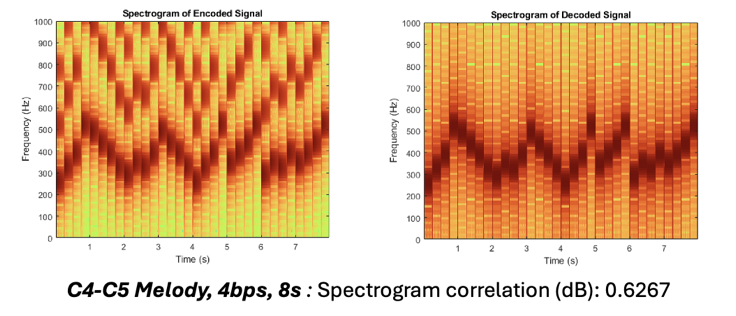 Spectrogram of Encoded Signal
1000
900
800
700
600
500
400
300
200
100
0
Frequency (Hz)
1 2 3 4 5 6 7
Time (s)
Spectrogram of Decoded Signal
1000
900
800
700
600
500
400
300
200
100
0
Frequency (Hz)
1 2 3 4 5 6 7
Time (s)
C4-C5 Melody, 4bps, 8s : Spectrogram correlation (dB): 0.6267